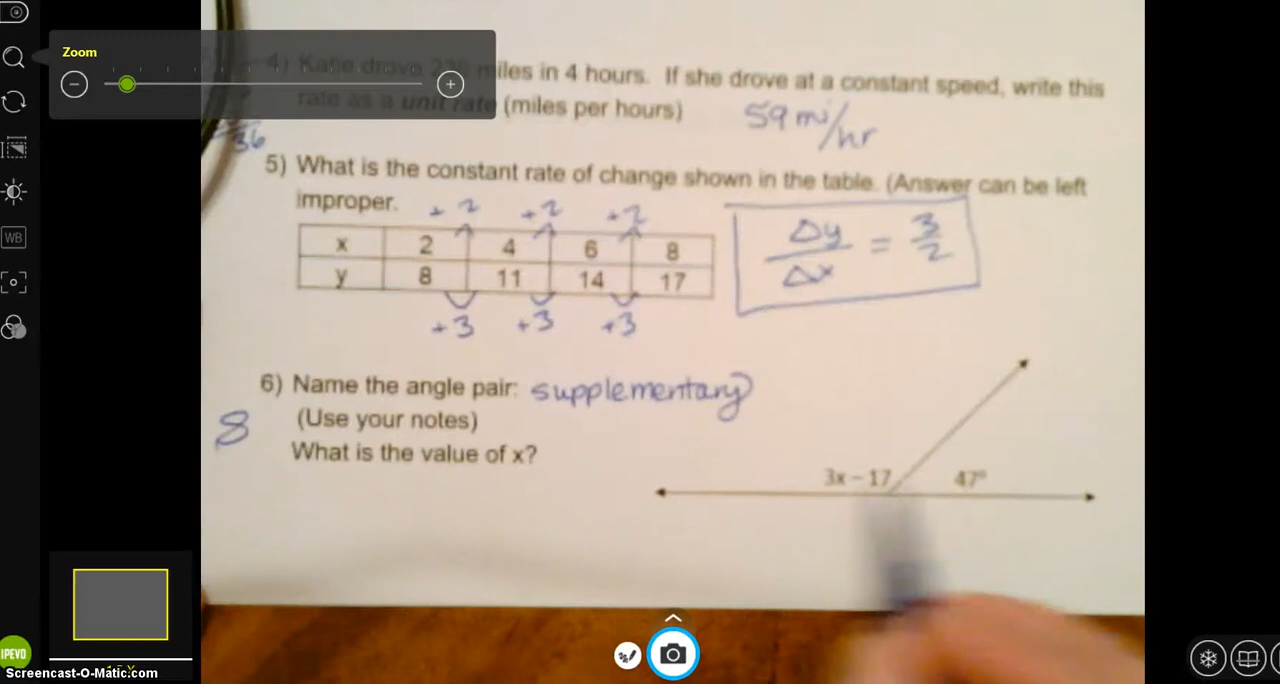 Zoom
4) Katie drove 236 miles in 4 hours. If she drove at a constant speed, write this
rate as a unit rate (miles per hours) 59 mi/hr
36
5) What is the constant rate of change shown in the table. (Answer can be left
improper.
+2 +2 +2
x 2 4 6 8
y 8 11 14 17
+3 +3 +3
Δy/Δx = 3/2
6) Name the angle pair: supplementary
8
(Use your notes)
What is the value of x?
3x – 17 47°
WB
IPEVO
Screencast-O-Matic.com